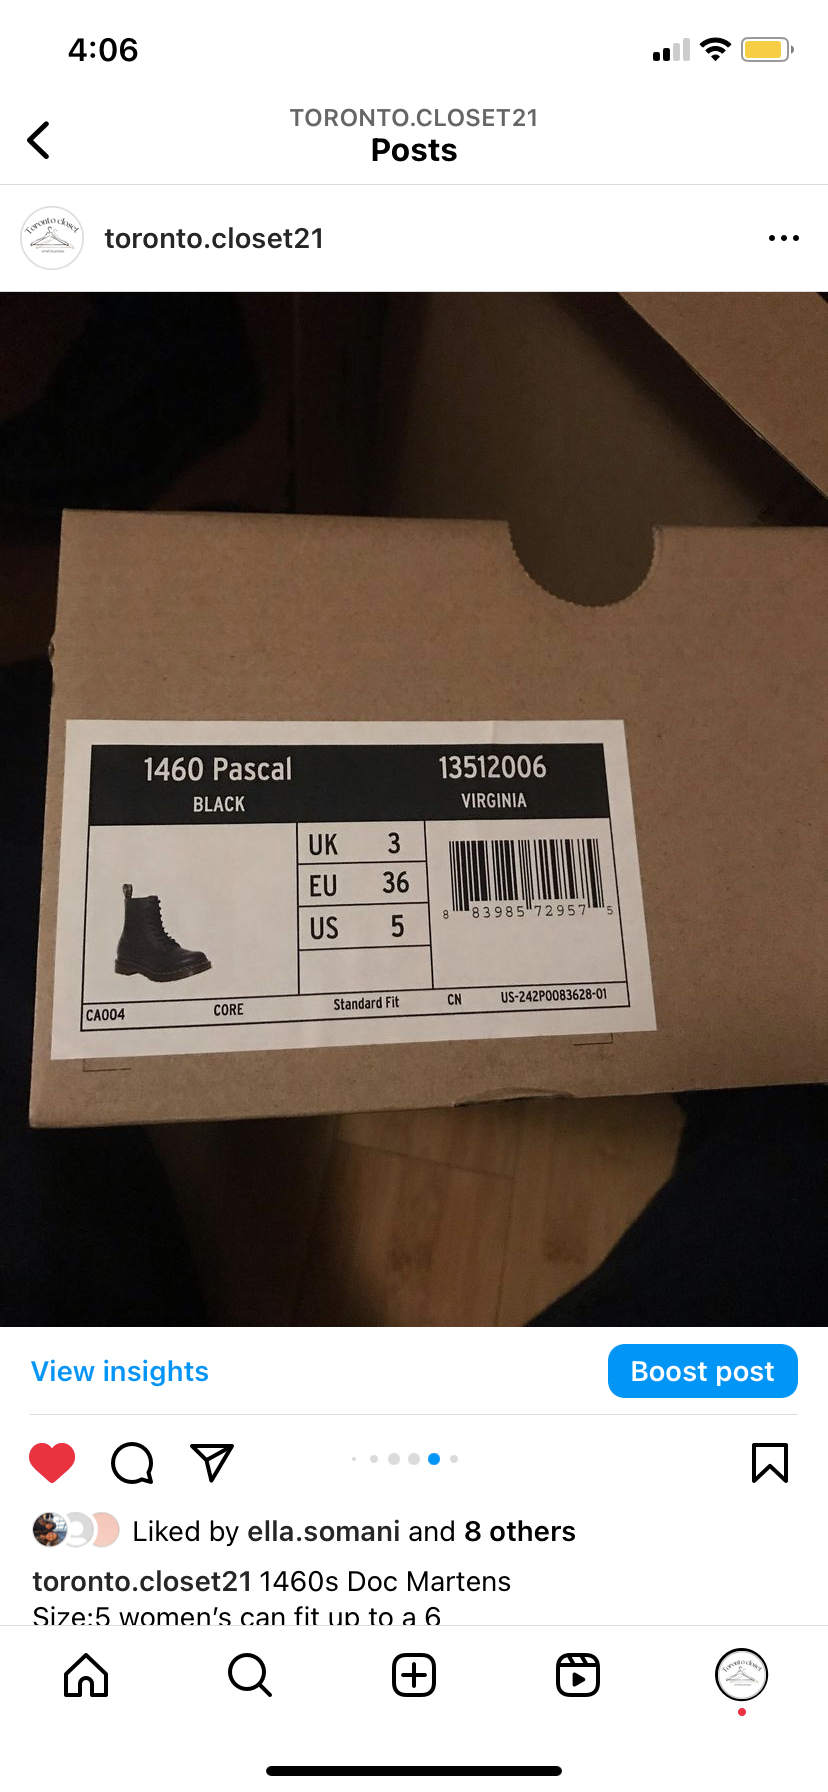 4:06
TORONTO.CLOSET21
Posts
Toronto closet
toronto.closet21
1460 Pascal
BLACK
13512006
VIRGINIA
UK 3
EU 36
US 5
8 83985 72957 5
CA004 CORE Standard Fit CN US-242P0083628-01
View insights
Boost post
Liked by ella.somani and 8 others
toronto.closet21 1460s Doc Martens
Size:5 women's can fit up to a 6